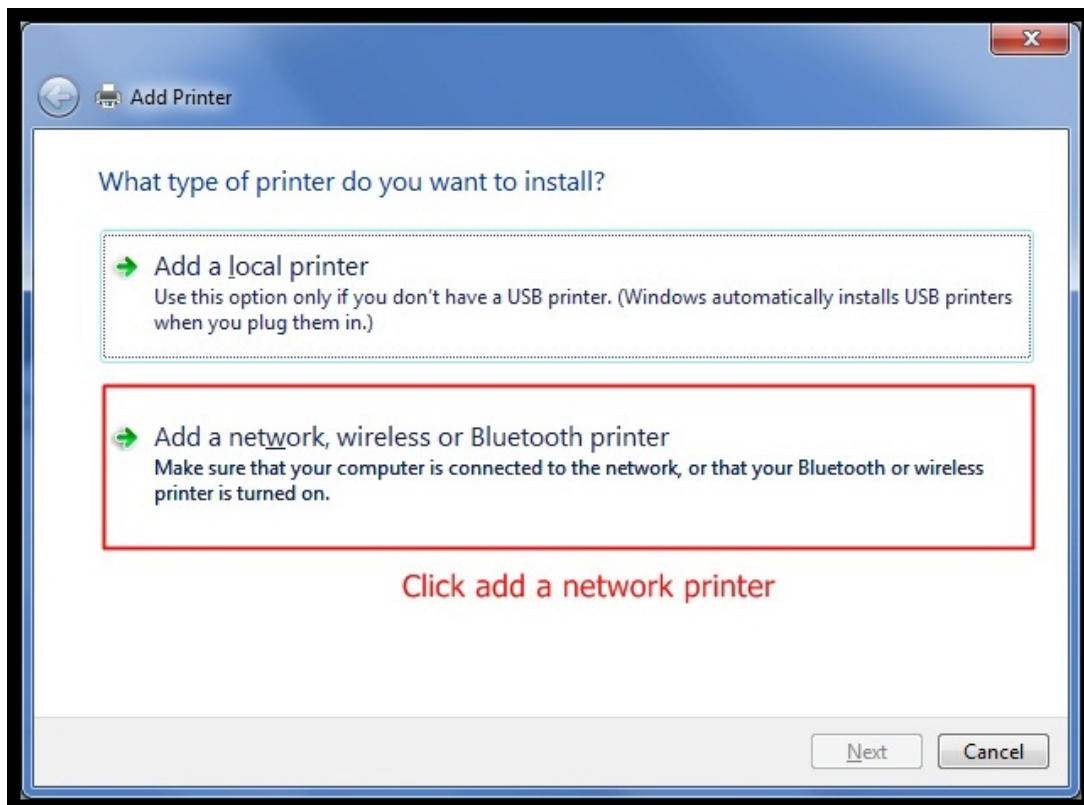 Add Printer
What type of printer do you want to install?
Add a local printer
Use this option only if you don't have a USB printer. (Windows automatically installs USB printers
when you plug them in.)
Add a network, wireless or Bluetooth printer
Make sure that your computer is connected to the network, or that your Bluetooth or wireless
printer is turned on.
Click add a network printer
Next
Cancel